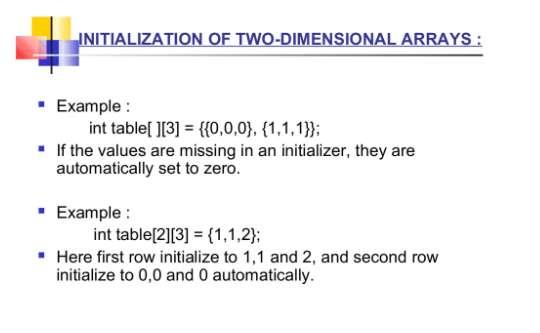 INITIALIZATION OF TWO-DIMENSIONAL ARRAYS :
Example :
int table[ ][3] = {{0,0,0}, {1,1,1}};
If the values are missing in an initializer, they are
automatically set to zero.
Example :
int table[2][3] = {1,1,2};
Here first row initialize to 1,1 and 2, and second row
initialize to 0,0 and 0 automatically.